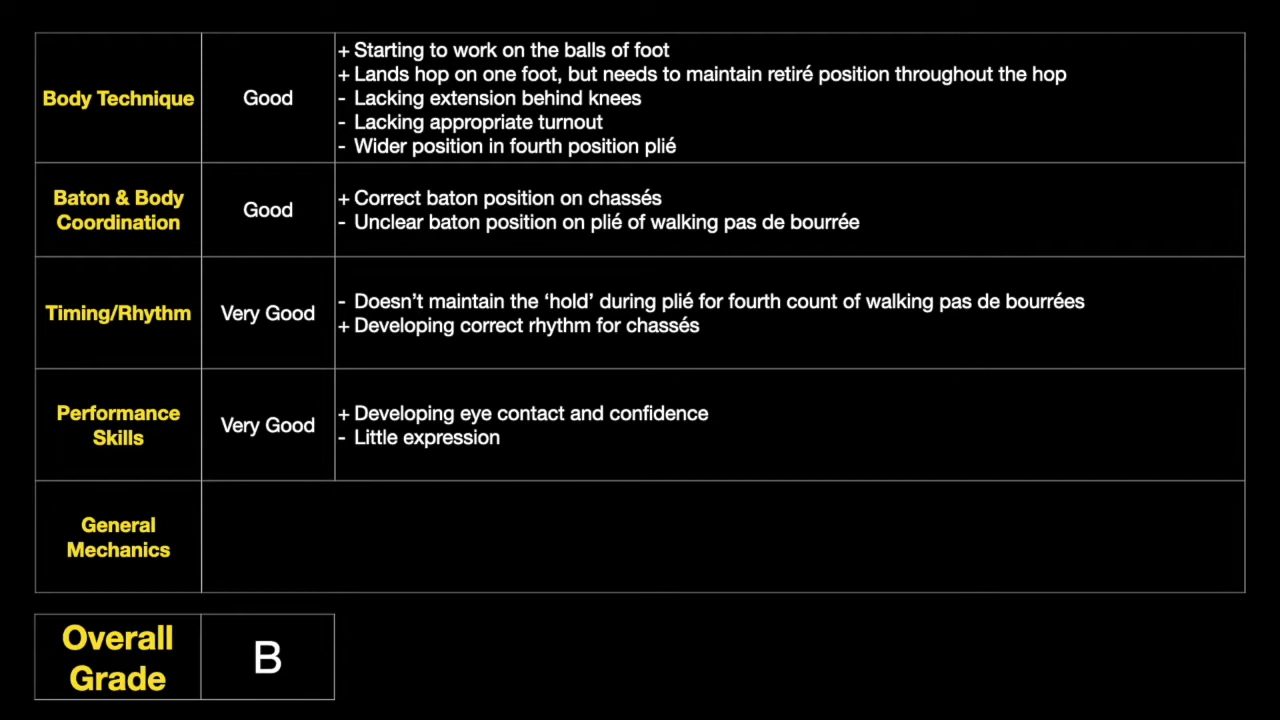 Body Technique
Good
+ Starting to work on the balls of foot
+ Lands hop on one foot, but needs to maintain retiré position throughout the hop
- Lacking extension behind knees
- Lacking appropriate turnout
- Wider position in fourth position plié
Baton & Body
Coordination
Good
+ Correct baton position on chassés
- Unclear baton position on plié of walking pas de bourrée
Timing/Rhythm
Very Good
- Doesn’t maintain the ‘hold’ during plié for fourth count of walking pas de bourrées
+ Developing correct rhythm for chassés
Performance
Skills
Very Good
+ Developing eye contact and confidence
- Little expression
General
Mechanics
Overall
Grade
B